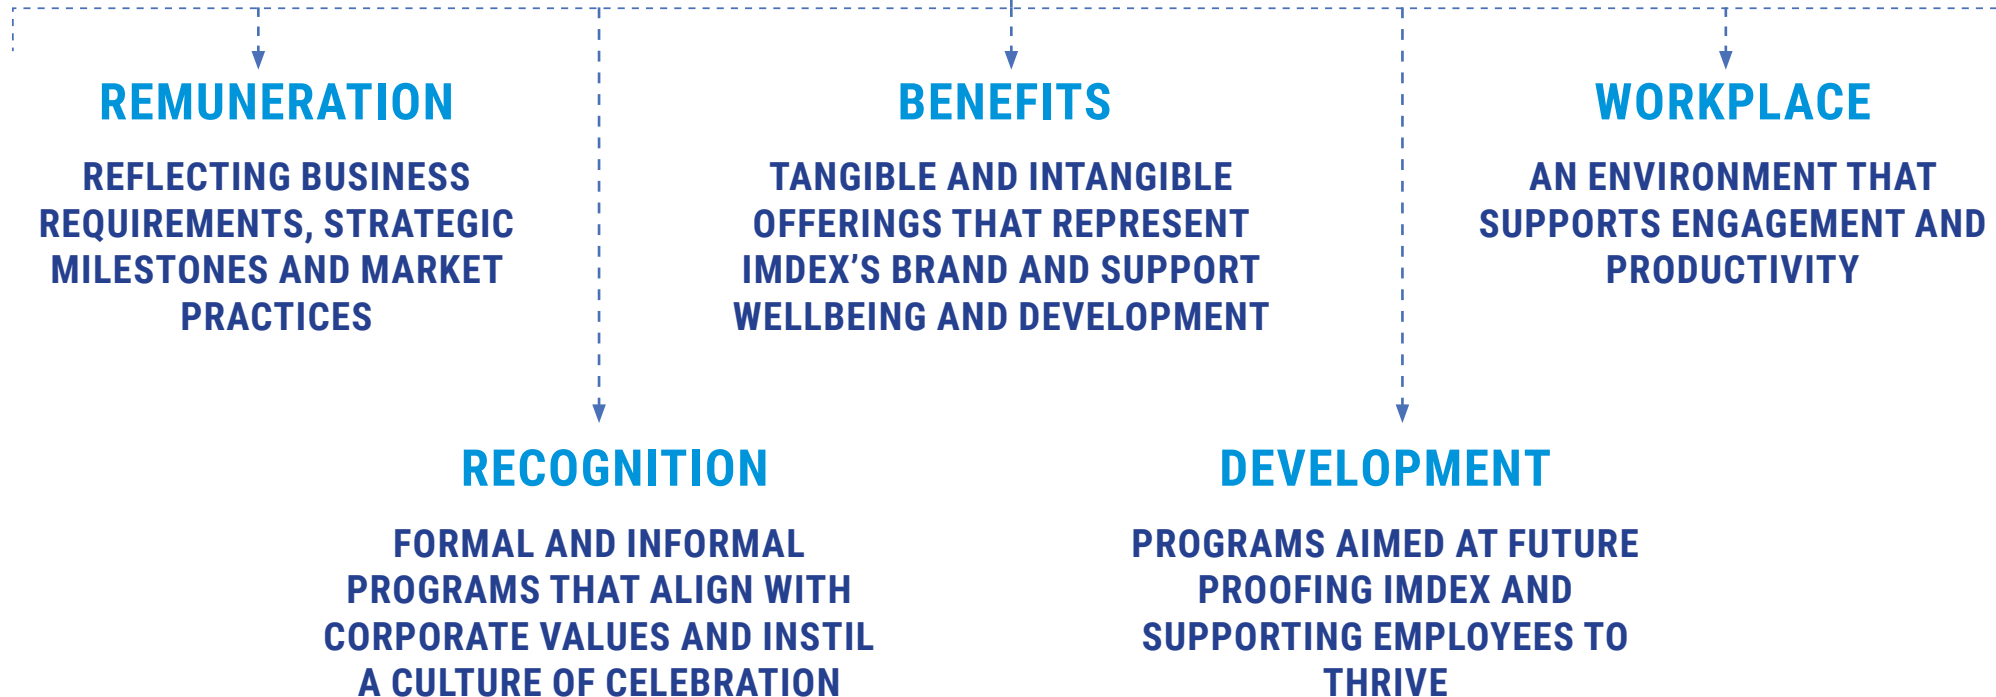 REMUNERATION
REFLECTING BUSINESS
REQUIREMENTS, STRATEGIC
MILESTONES AND MARKET
PRACTICES
BENEFITS
TANGIBLE AND INTANGIBLE
OFFERINGS THAT REPRESENT
IMDEX’S BRAND AND SUPPORT
WELLBEING AND DEVELOPMENT
WORKPLACE
AN ENVIRONMENT THAT
SUPPORTS ENGAGEMENT AND
PRODUCTIVITY
RECOGNITION
FORMAL AND INFORMAL
PROGRAMS THAT ALIGN WITH
CORPORATE VALUES AND INSTIL
A CULTURE OF CELEBRATION
DEVELOPMENT
PROGRAMS AIMED AT FUTURE
PROOFING IMDEX AND
SUPPORTING EMPLOYEES TO
THRIVE